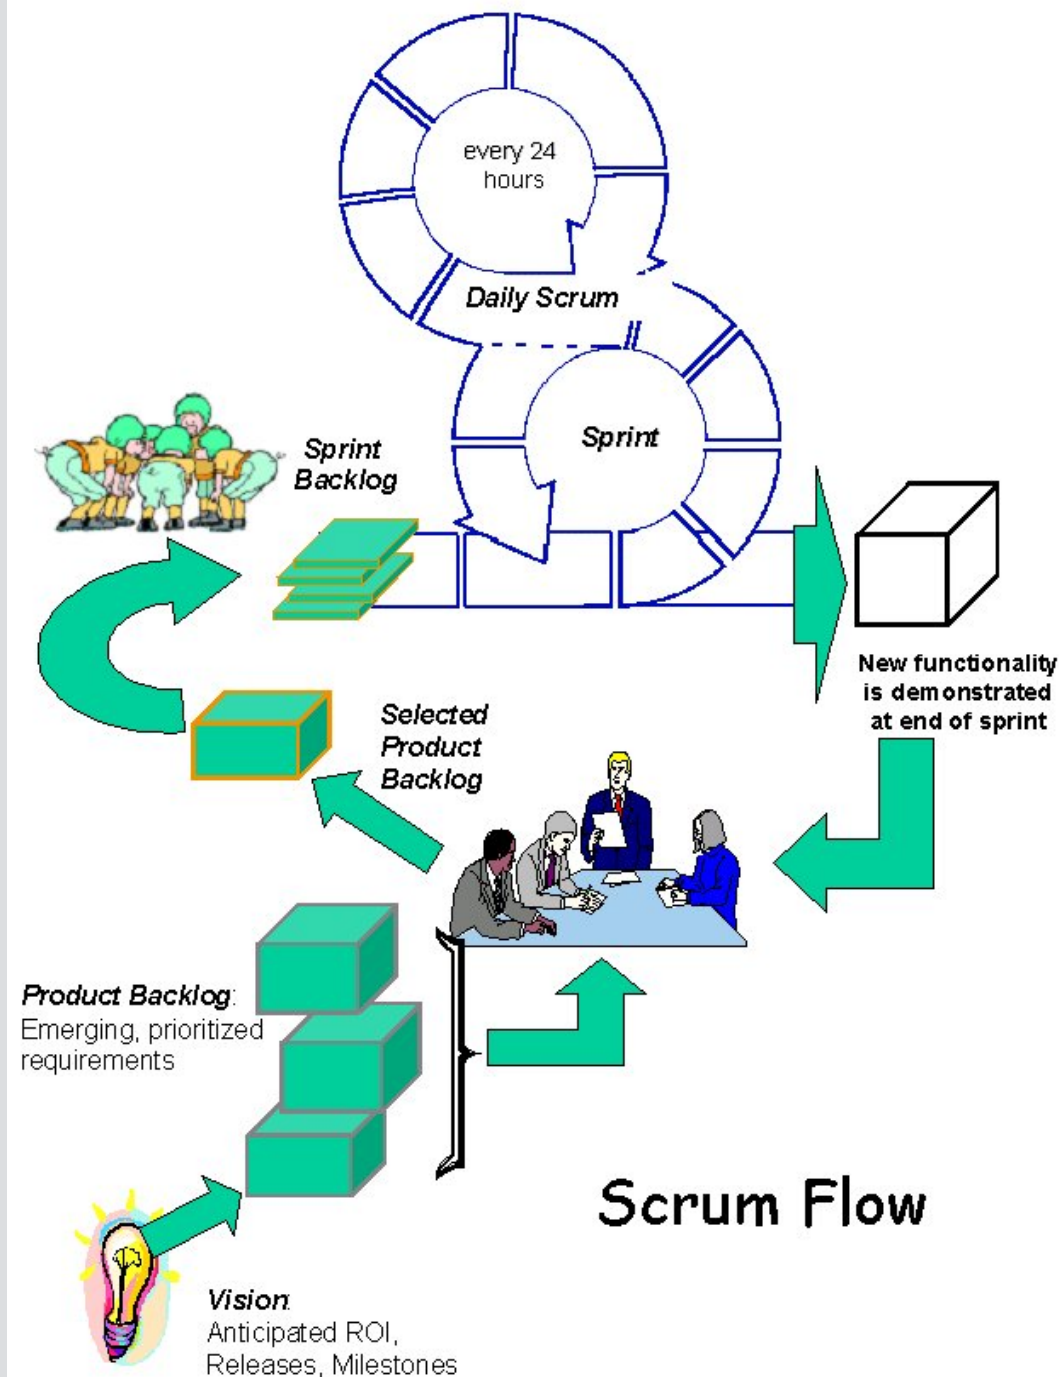 every 24
hours
Daily Scrum
Sprint
Sprint
Backlog
New functionality
is demonstrated
at end of sprint
Selected
Product
Backlog
Product Backlog:
Emerging, prioritized
requirements
Scrum Flow
Vision:
Anticipated ROI,
Releases, Milestones